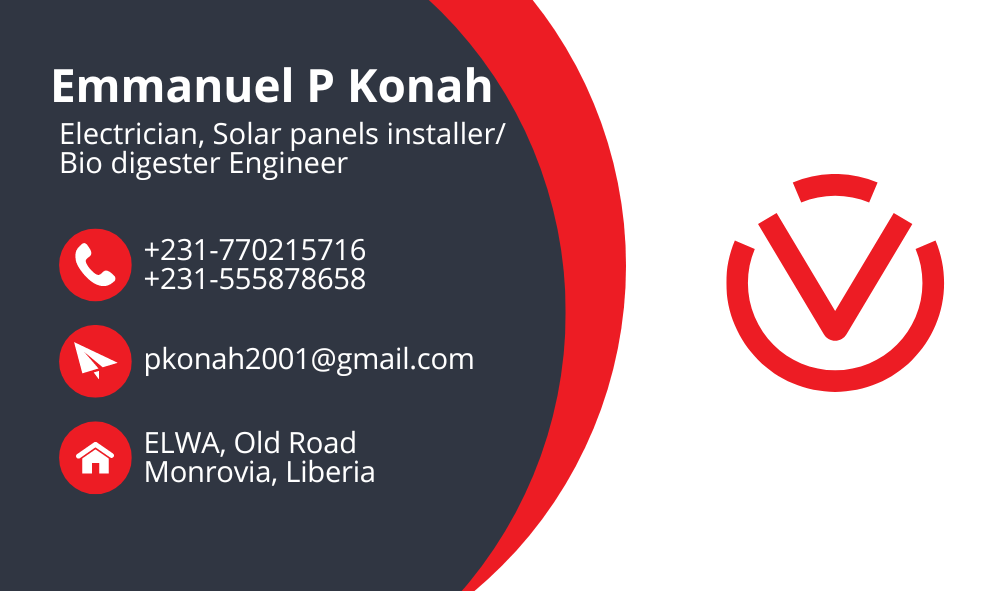 Emmanuel P Konah
Electrician, Solar panels installer/
Bio digester Engineer
+231-770215716
+231-555878658
pkonah2001@gmail.com
ELWA, Old Road
Monrovia, Liberia